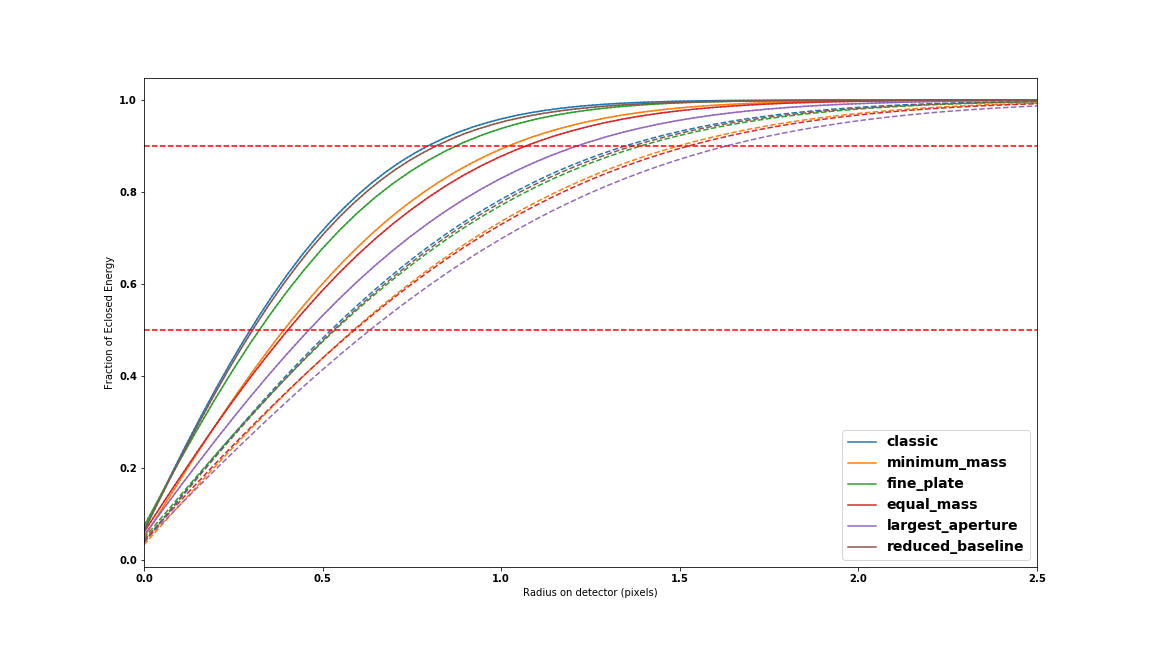 1.0
0.8
0.6
0.4
0.2
0.0
Fraction of Eclosed Energy
0.0 0.5 1.0 1.5 2.0 2.5
Radius on detector (pixels)
classic
minimum_mass
fine_plate
equal_mass
largest_aperture
reduced_baseline